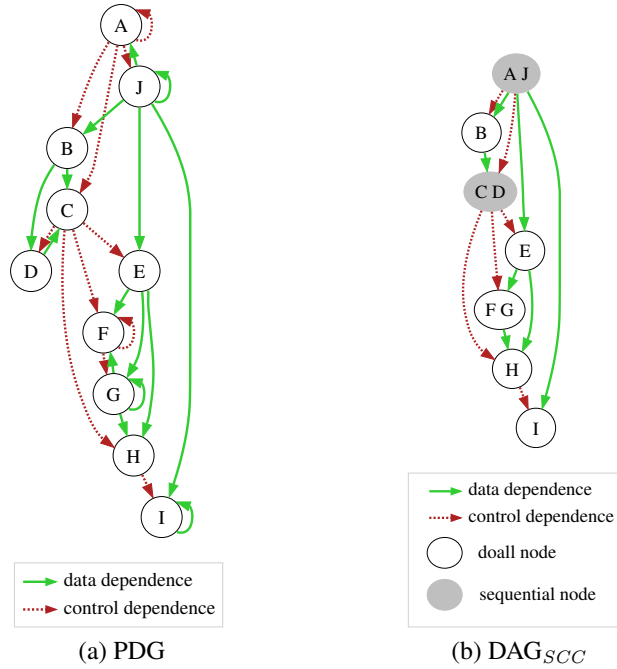 A
J
B
C
D
E
F
G
H
I
data dependence
control dependence
(a) PDG
A J
B
C D
E
F G
H
I
data dependence
control dependence
doall node
sequential node
(b) DAG_SCC